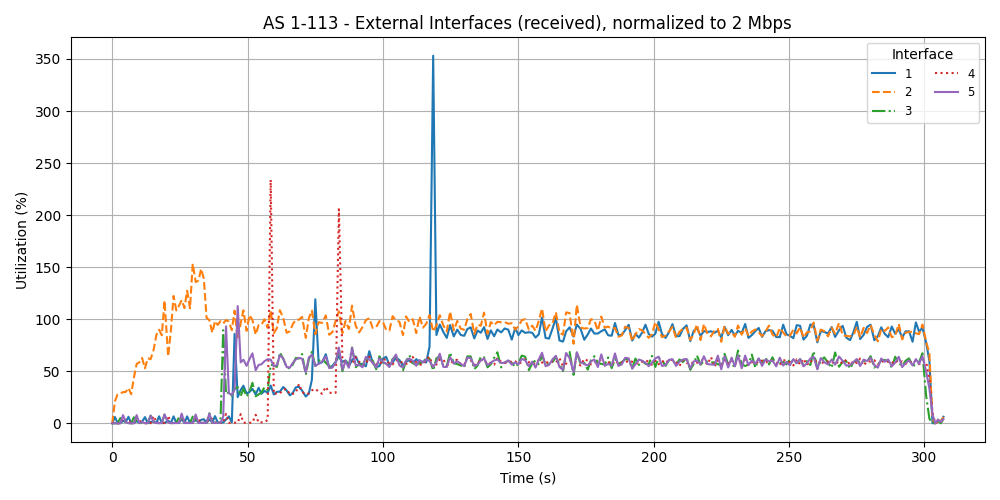 AS 1-113 - External Interfaces (received), normalized to 2 Mbps
Interface
1 4
2 5
3
350
300
250
200
150
100
50
0
Utilization (%)
0 50 100 150 200 250 300
Time (s)